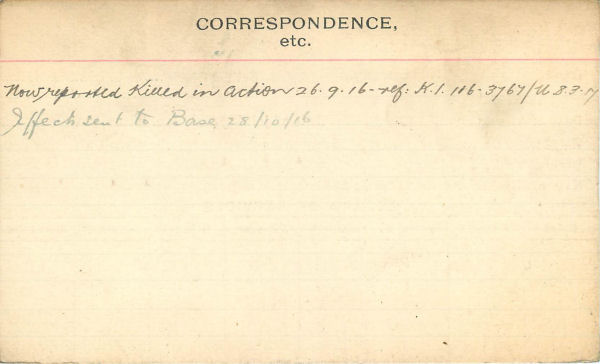 CORRESPONDENCE,
etc.
Now reported Killed in Action 26.9.16 - ref: K.1. 116-3767/U 8.3.17
Effects sent to Base 28/10/16